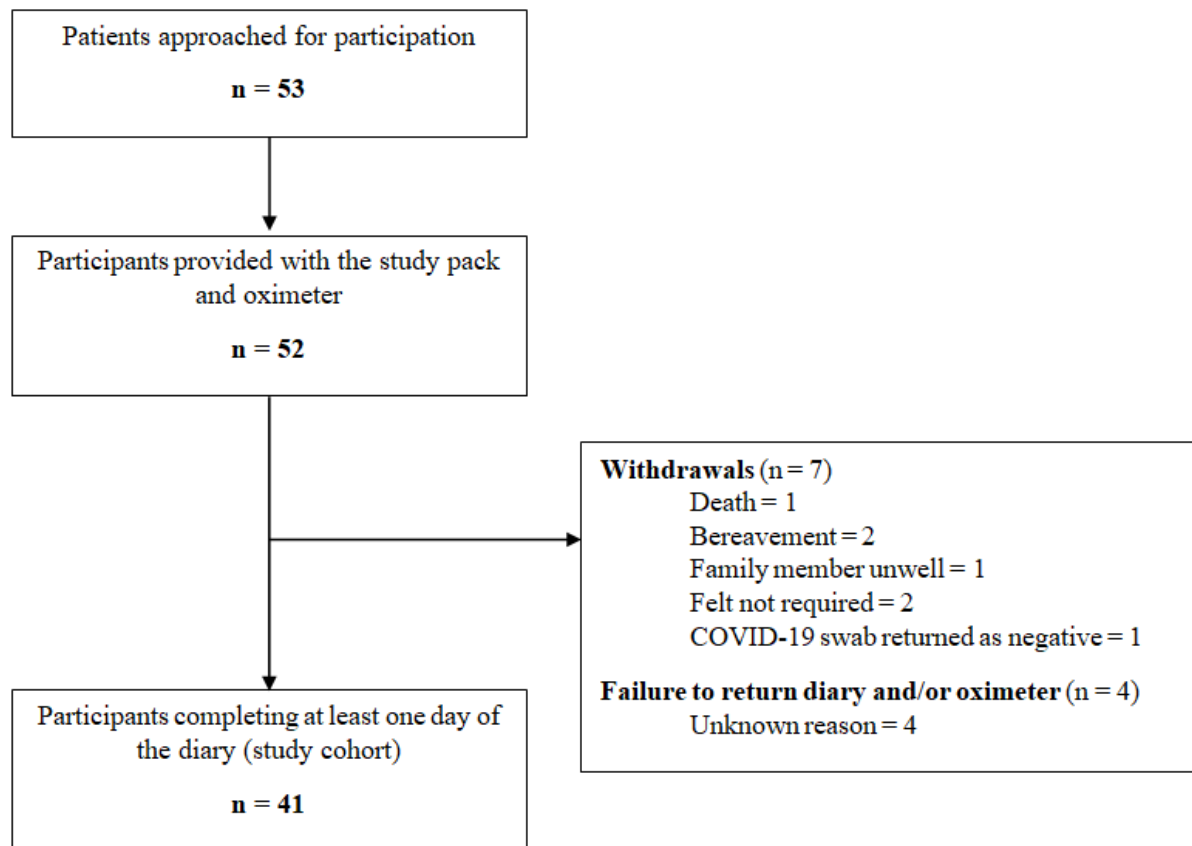 Patients approached for participation
n = 53
Participants provided with the study pack
and oximeter
n = 52
Withdrawals (n = 7)
Death = 1
Bereavement = 2
Family member unwell = 1
Felt not required = 2
COVID-19 swab returned as negative = 1
Failure to return diary and/or oximeter (n = 4)
Unknown reason = 4
Participants completing at least one day of
the diary (study cohort)
n = 41